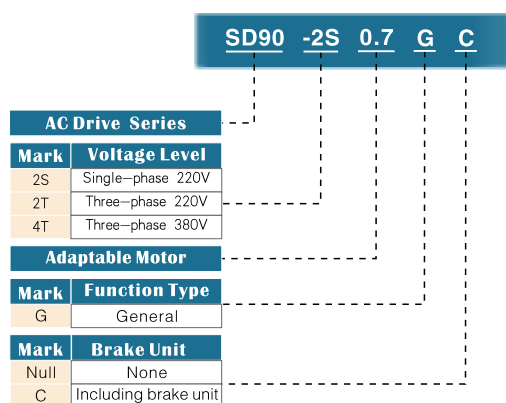 SD90 -2S 0.7 G C
AC Drive Series
Mark Voltage Level
2S Single-phase 220V
2T Three-phase 220V
4T Three-phase 380V
Adaptable Motor
Mark Function Type
G General
Mark Brake Unit
Null None
C Including brake unit